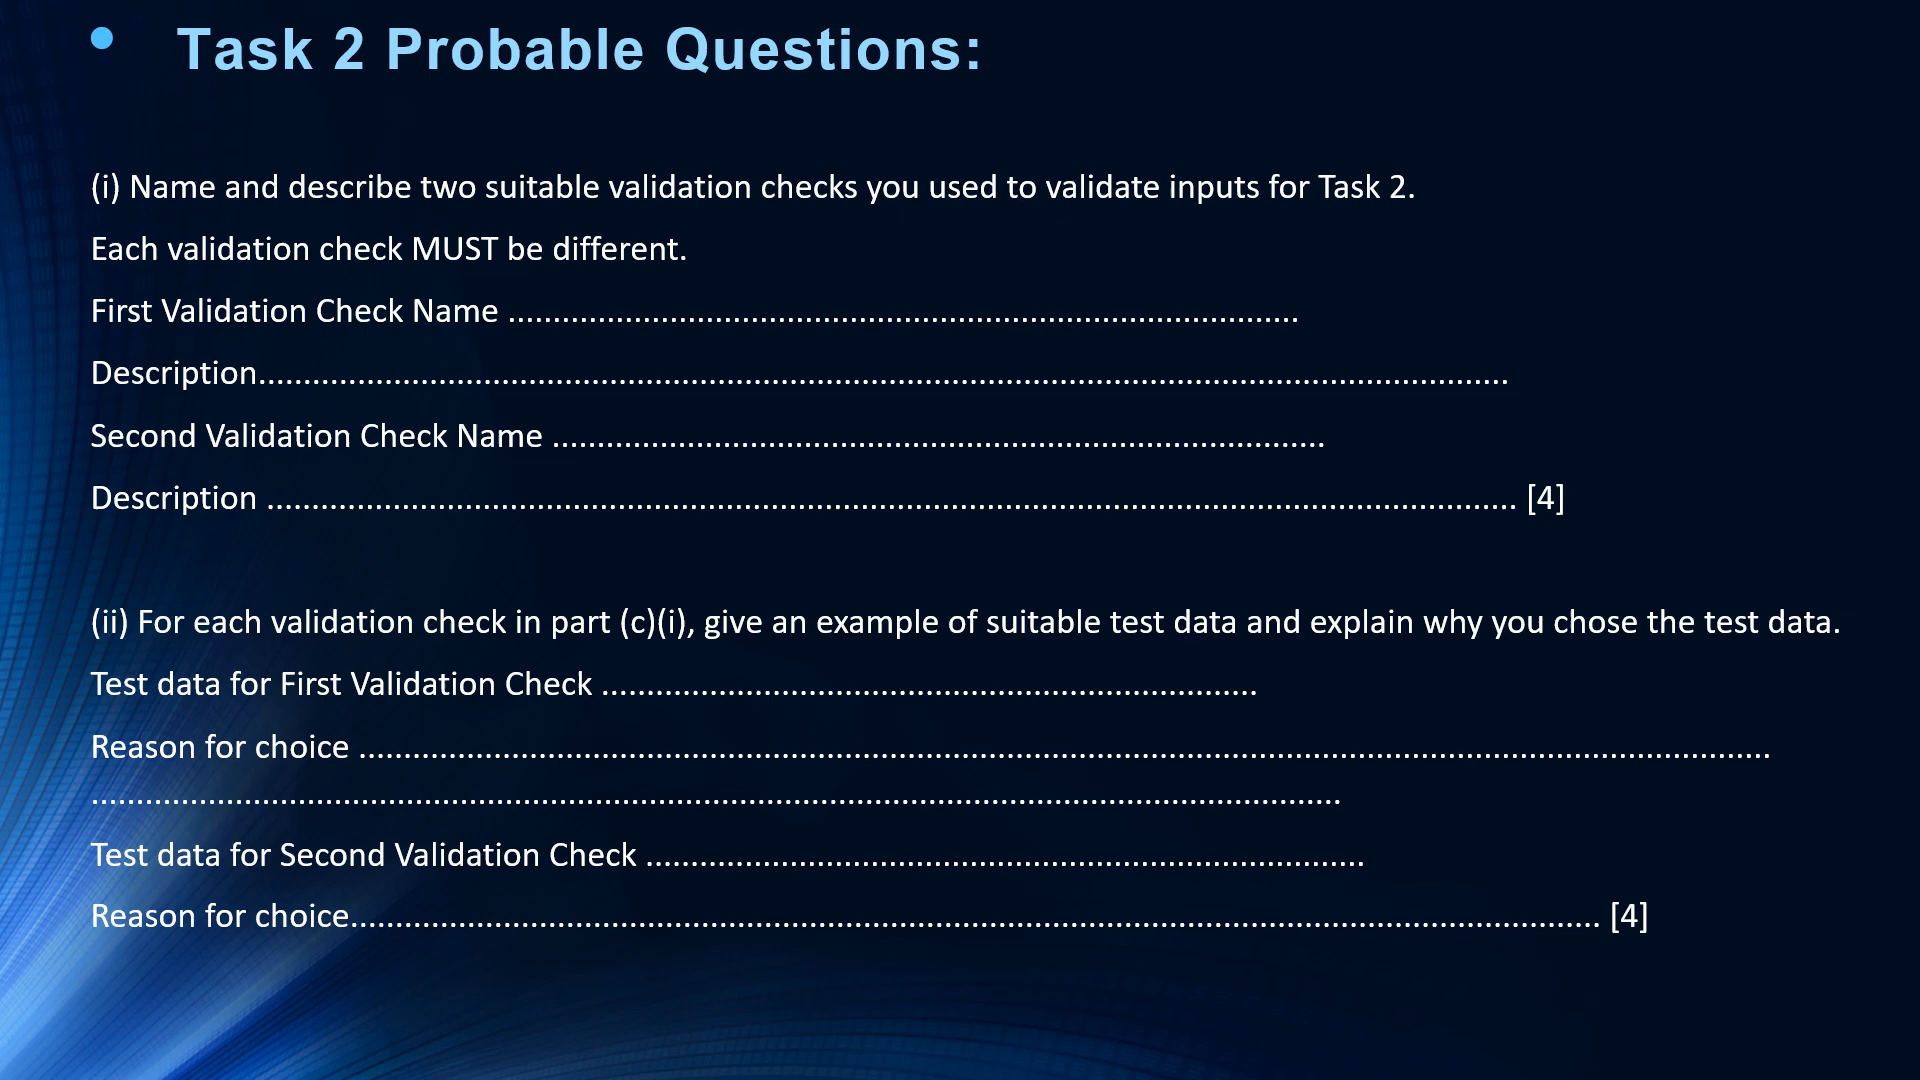 • Task 2 Probable Questions:
(i) Name and describe two suitable validation checks you used to validate inputs for Task 2.
Each validation check MUST be different.
First Validation Check Name ........................................................................................
Description...........................................................................................................................................
Second Validation Check Name ......................................................................................
Description ........................................................................................................................................... [4]
(ii) For each validation check in part (c)(i), give an example of suitable test data and explain why you chose the test data.
Test data for First Validation Check .........................................................................
Reason for choice .............................................................................................................................................................
...........................................................................................................................................
Test data for Second Validation Check ................................................................................
Reason for choice........................................................................................................................................... [4]